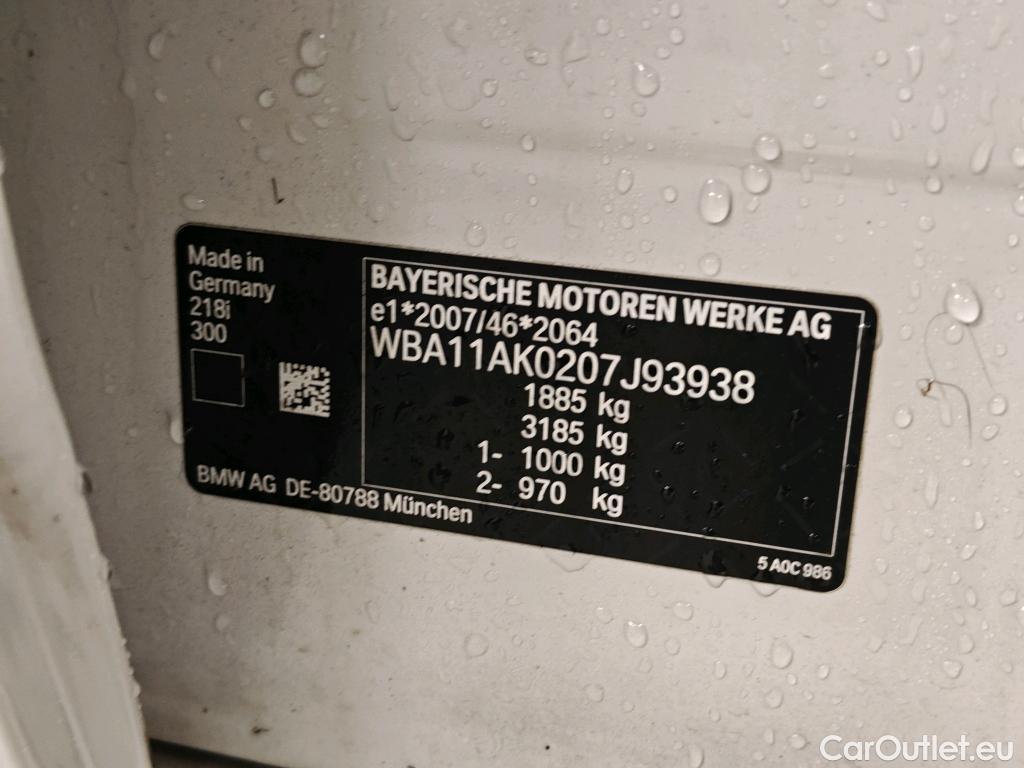 Made in
Germany
218i
300
BMW AG DE-80788 München
BAYERISCHE MOTOREN WERKE AG
e1*2007/46*2064
WBA11AK0207J93938
1885 kg
3185 kg
1- 1000 kg
2- 970 kg
5 A0C 986
CarOutlet.eu